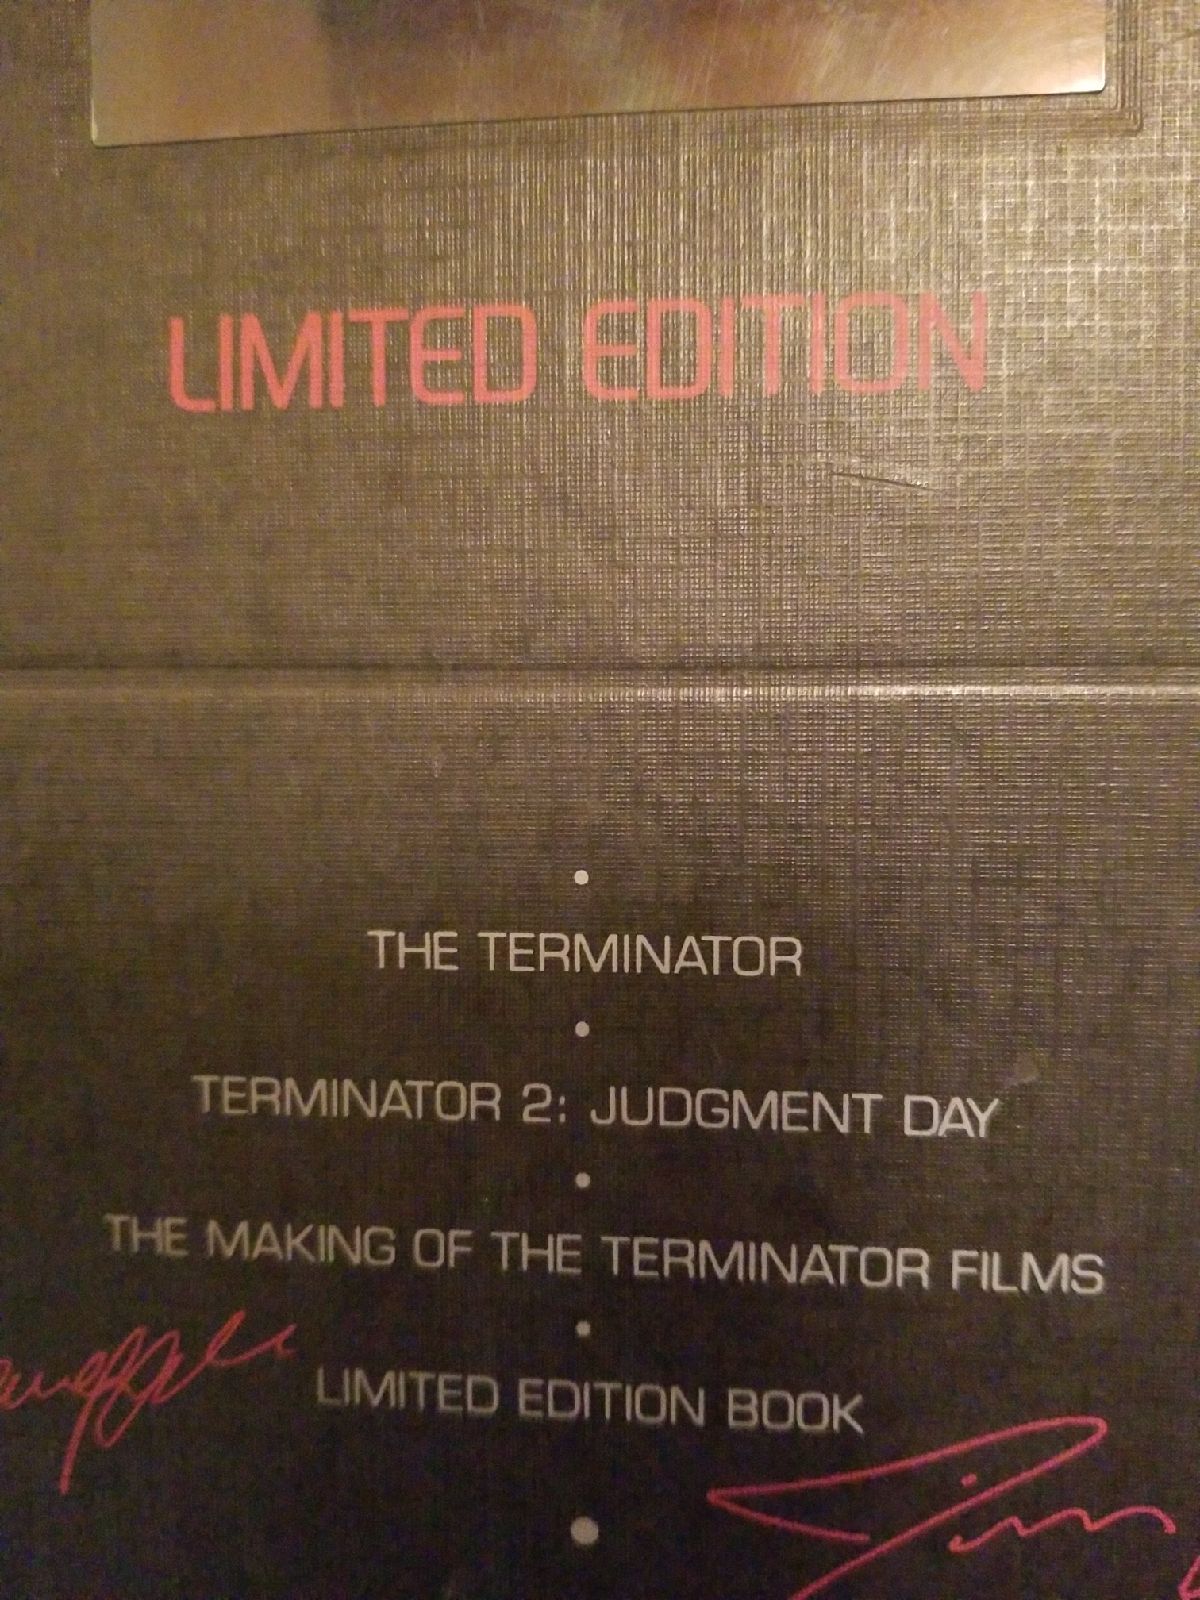 LIMITED EDITION
THE TERMINATOR
TERMINATOR 2: JUDGMENT DAY
THE MAKING OF THE TERMINATOR FILMS
LIMITED EDITION BOOK